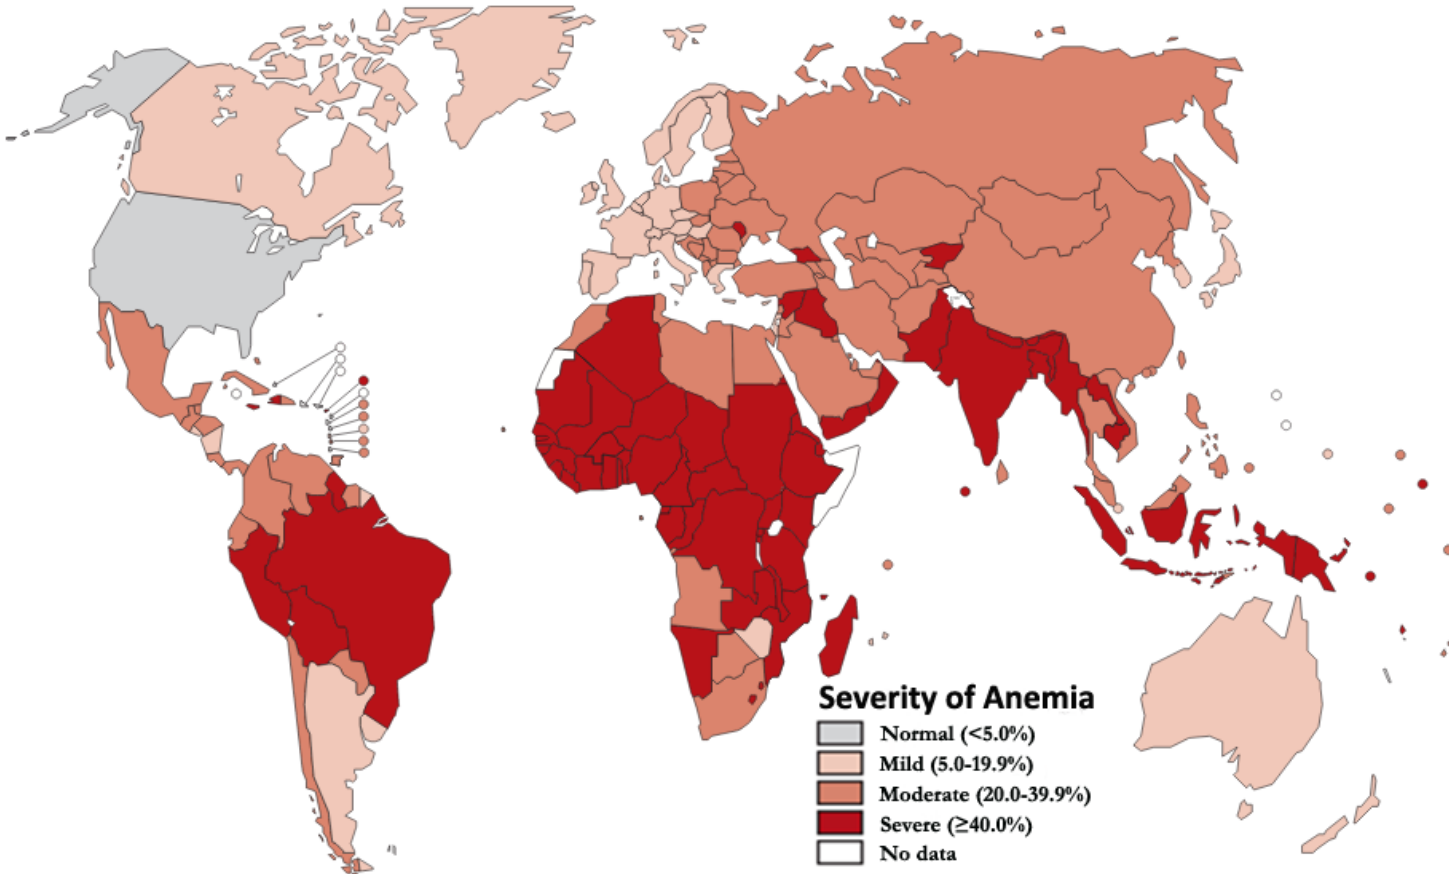 Severity of Anemia
Normal (<5.0%)
Mild (5.0-19.9%)
Moderate (20.0-39.9%)
Severe (≥40.0%)
No data